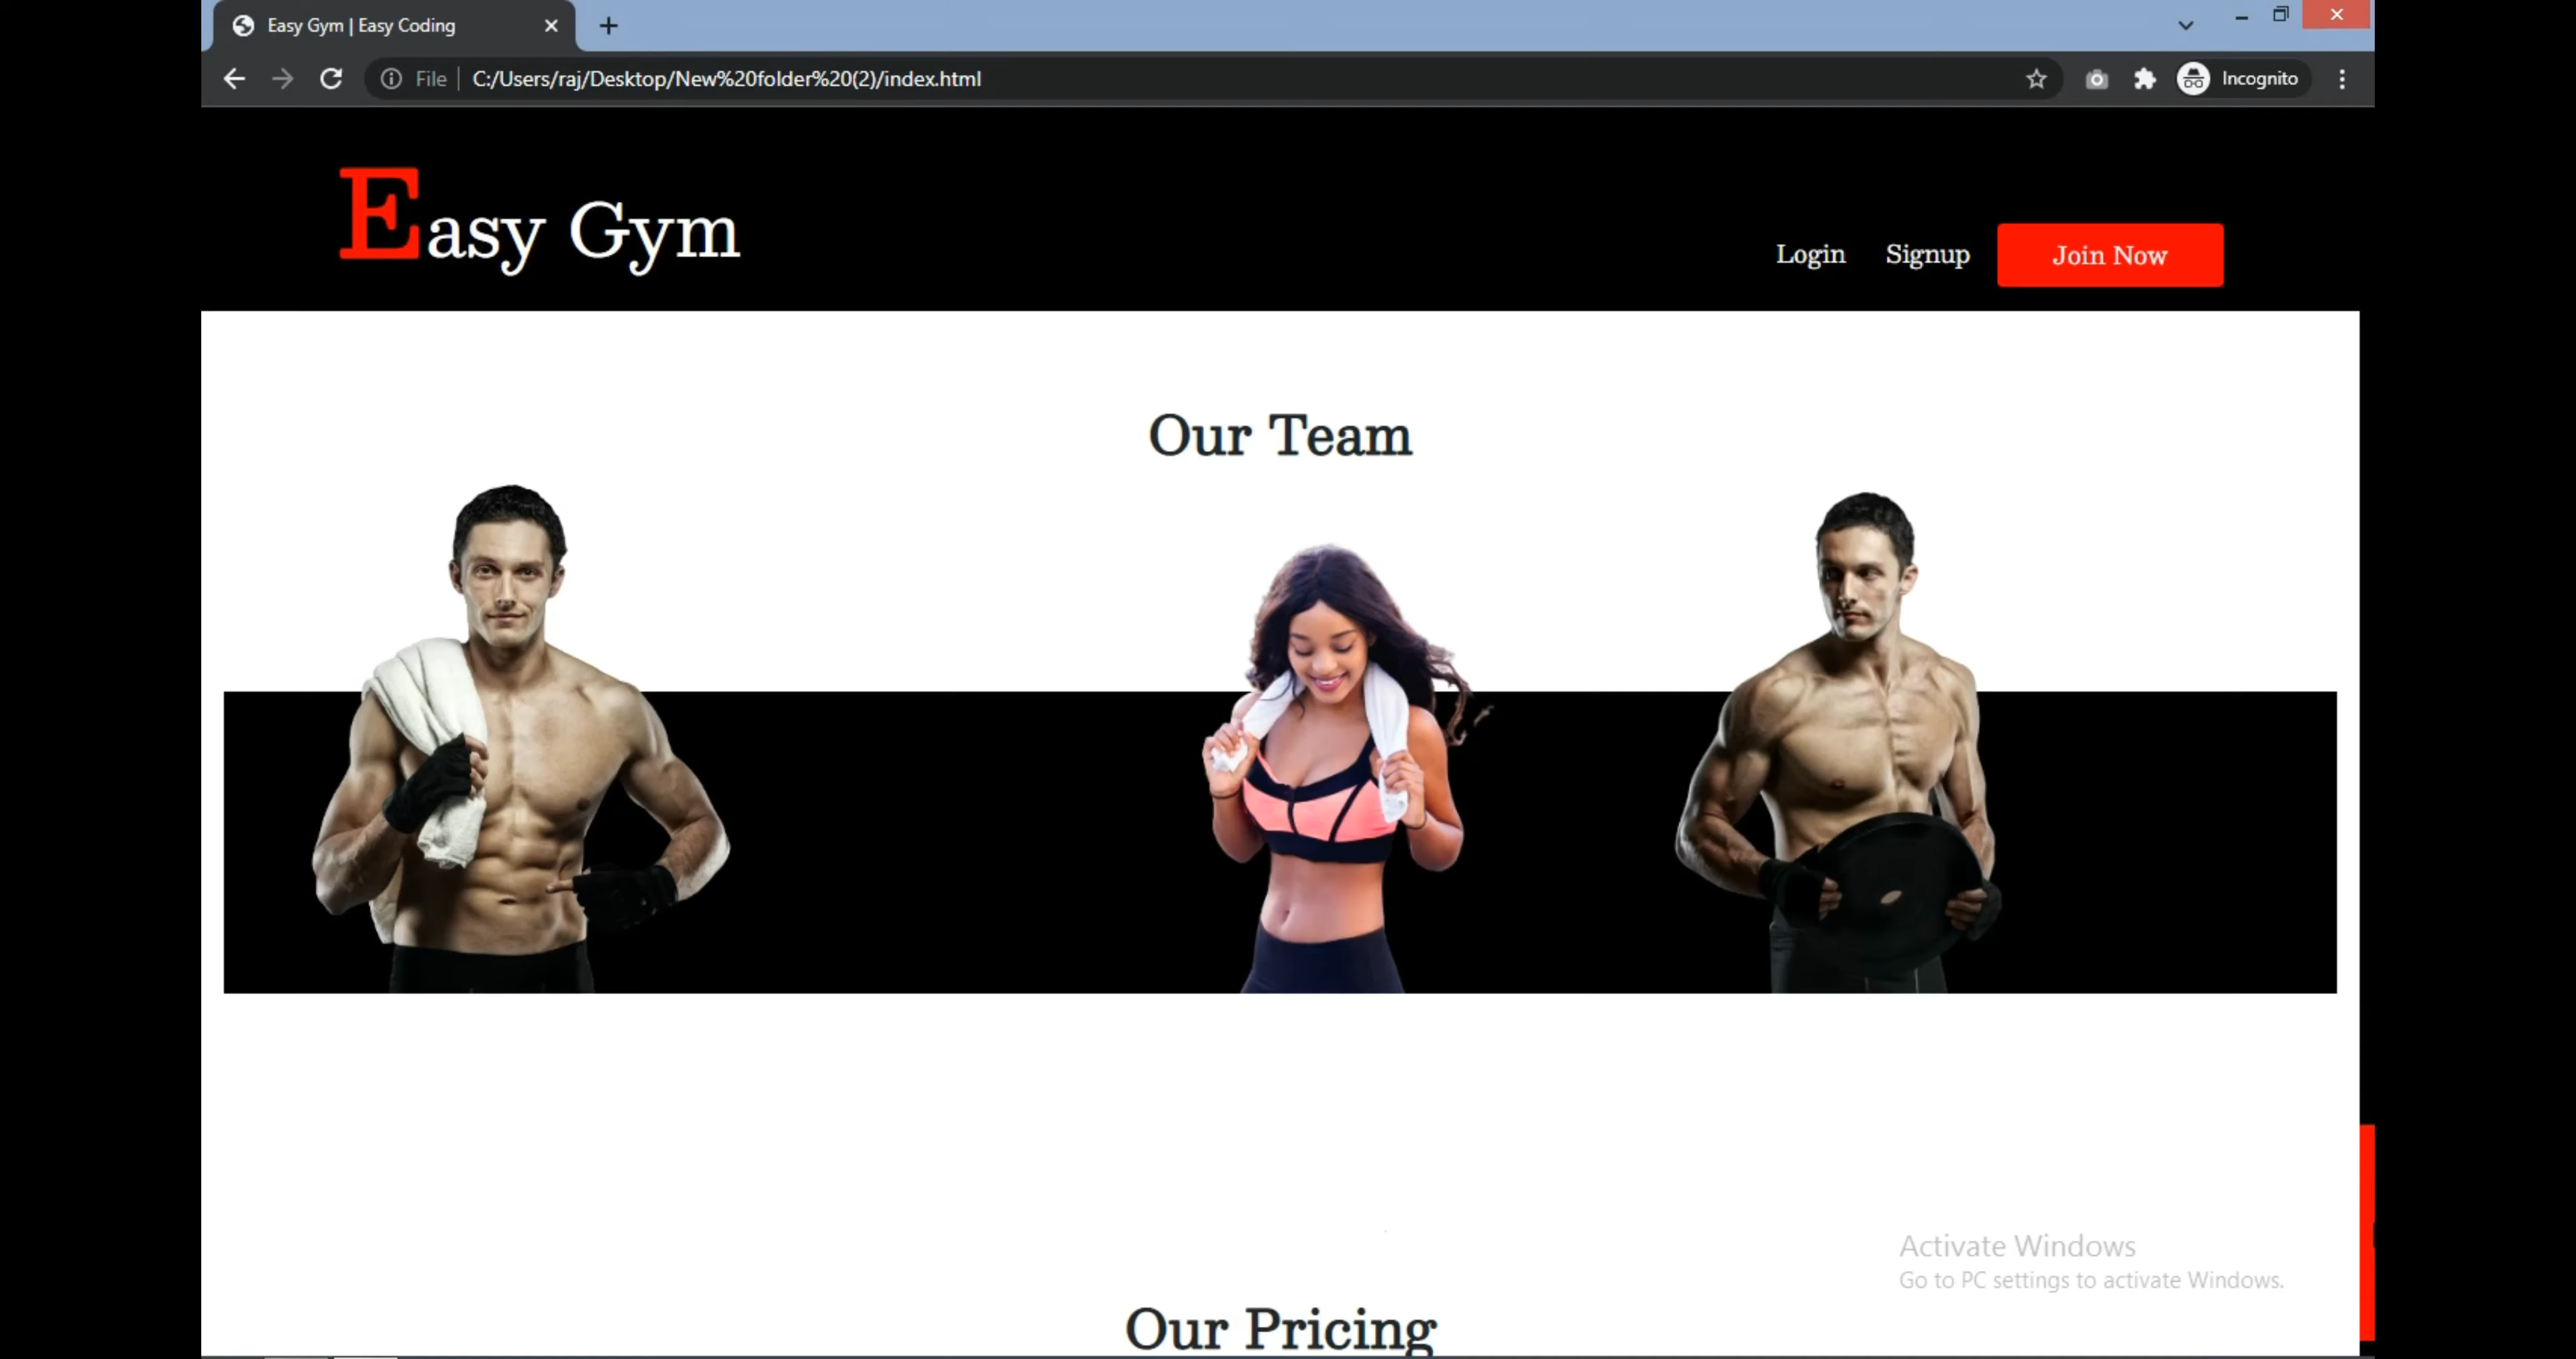 Easy Gym | Easy Coding
File C:/Users/raj/Desktop/New%20folder%20(2)/index.html
Incognito
Easy Gym
Login Signup Join Now
Our Team
Activate Windows
Go to PC settings to activate Windows.
Our Pricing